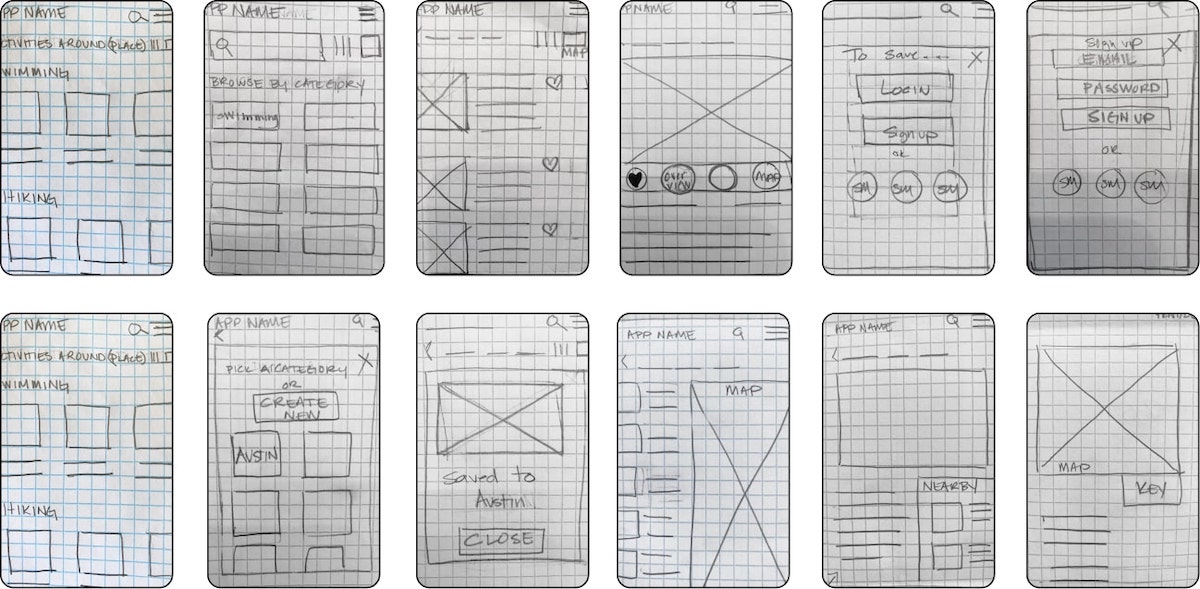 PP NAME
CTIVITIES AROUND (PLACE)
WIMMING
HIKING
PP NAME
BROWSE BY CATEGORY
swimming
PP NAME
MAP
PNAME
OVER
VIEW
MAP
To save....
LOGIN
Sign up
OR
SM SM SM
Sign up
EMAIL
PASSWORD
SIGN UP
OR
SM SM SM
PP NAME
CTIVITIES AROUND (PLACE)
WIMMING
HIKING
APP NAME
PICK A CATEGORY
OR
CREATE
NEW
AUSTIN
Saved to
Austin.
CLOSE
APP NAME
MAP
APP NAME
NEARBY
MAP
KEY